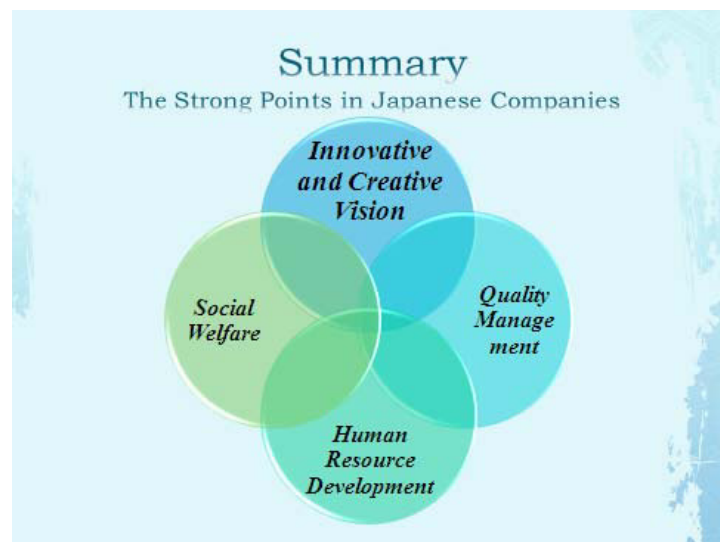 Summary
The Strong Points in Japanese Companies
Innovative
and Creative
Vision
Social
Welfare
Quality
Manage
ment
Human
Resource
Development